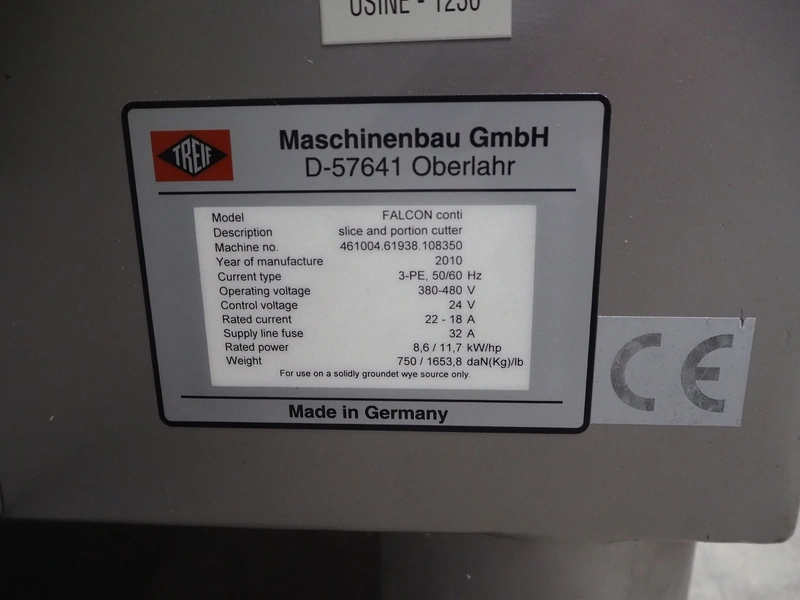 USINE - 1250
TREIF
Maschinenbau GmbH
D-57641 Oberlahr
Model FALCON conti
Description slice and portion cutter
Machine no. 461004.61938.108350
Year of manufacture 2010
Current type 3-PE, 50/60 Hz
Operating voltage 380-480 V
Control voltage 24 V
Rated current 22 - 18 A
Supply line fuse 32 A
Rated power 8,6 / 11,7 kW/hp
Weight 750 / 1653,8 daN(Kg)/lb
For use on a solidly groundet wye source only.
Made in Germany
CE